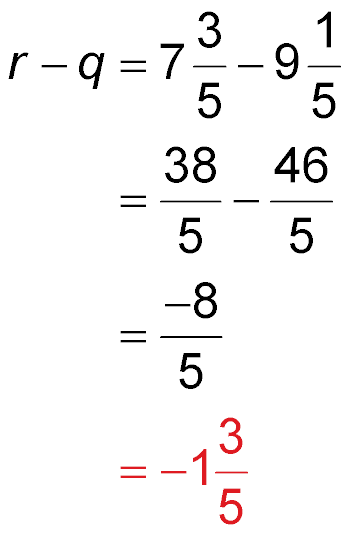 r − q = 7 3/5 − 9 1/5
= 38/5 − 46/5
= −8/5
= −1 3/5